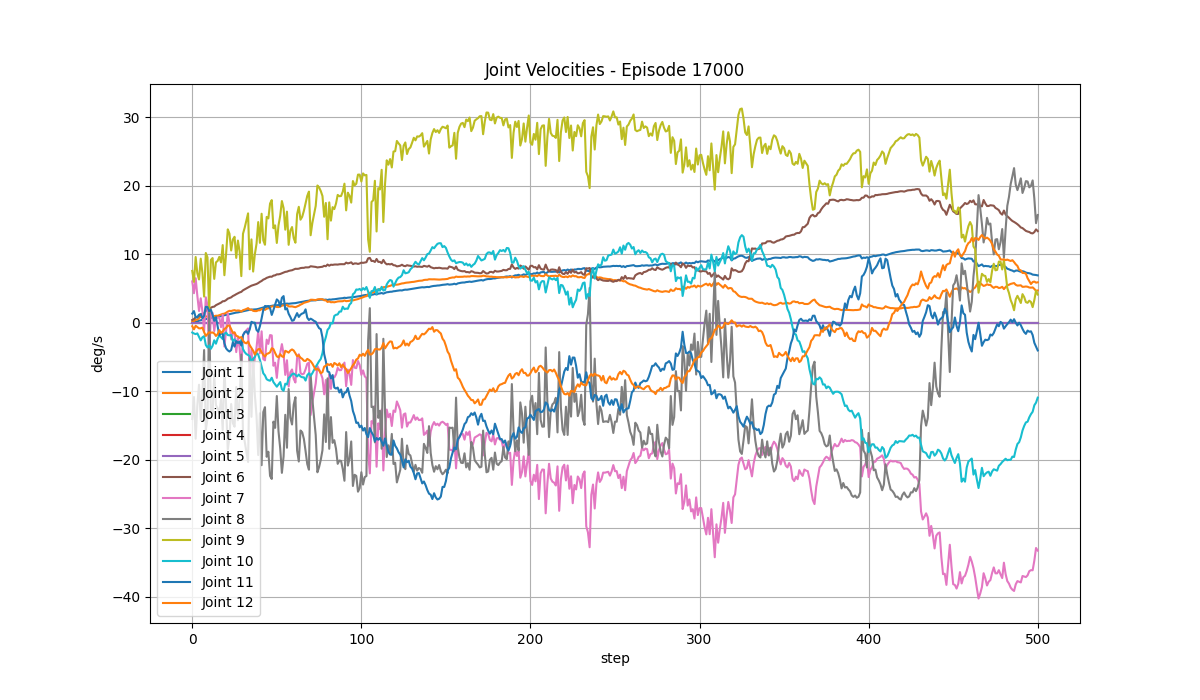 Joint Velocities - Episode 17000
deg/s
30
20
10
0
−10
−20
−30
−40
Joint 1
Joint 2
Joint 3
Joint 4
Joint 5
Joint 6
Joint 7
Joint 8
Joint 9
Joint 10
Joint 11
Joint 12
0 100 200 300 400 500
step